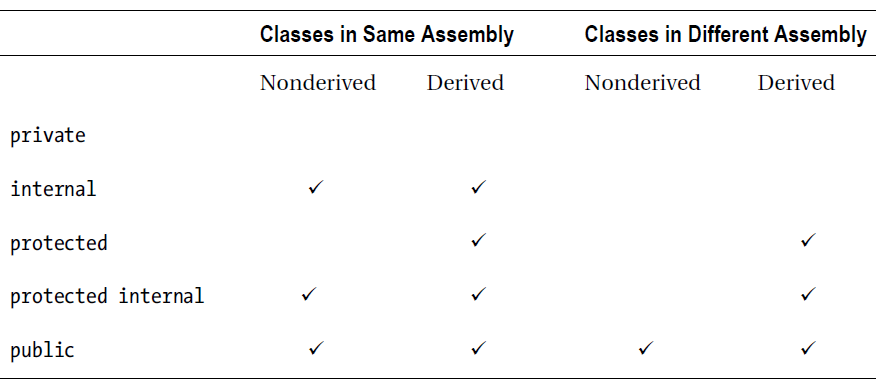 Classes in Same Assembly Classes in Different Assembly
Nonderived Derived Nonderived Derived
private
internal ✓ ✓
protected ✓ ✓
protected internal ✓ ✓ ✓
public ✓ ✓ ✓ ✓